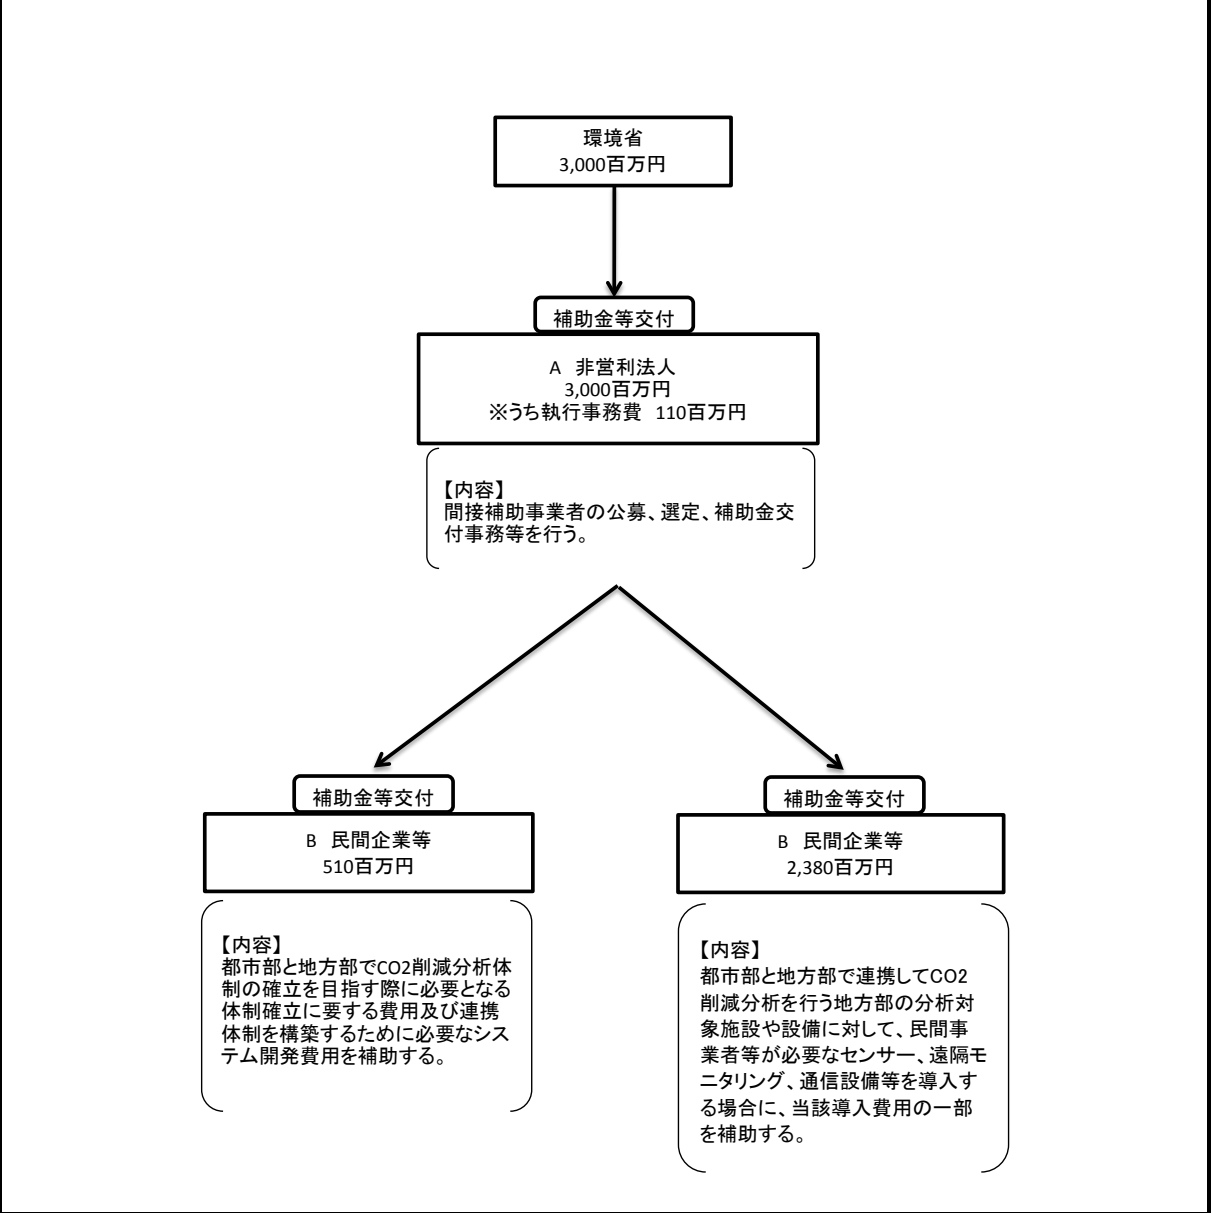 環境省
3,000百万円
補助金等交付
A　非営利法人
3,000百万円
※うち執行事務費　110百万円
【内容】
間接補助事業者の公募、選定、補助金交
付事務等を行う。
補助金等交付
B　民間企業等
510百万円
【内容】
都市部と地方部でCO2削減分析体
制の確立を目指す際に必要となる
体制確立に要する費用及び連携
体制を構築するために必要なシス
テム開発費用を補助する。
補助金等交付
B　民間企業等
2,380百万円
【内容】
都市部と地方部で連携してCO2
削減分析を行う地方部の分析対
象施設や設備に対して、民間事
業者等が必要なセンサー、遠隔モ
ニタリング、通信設備等を導入す
る場合に、当該導入費用の一部
を補助する。